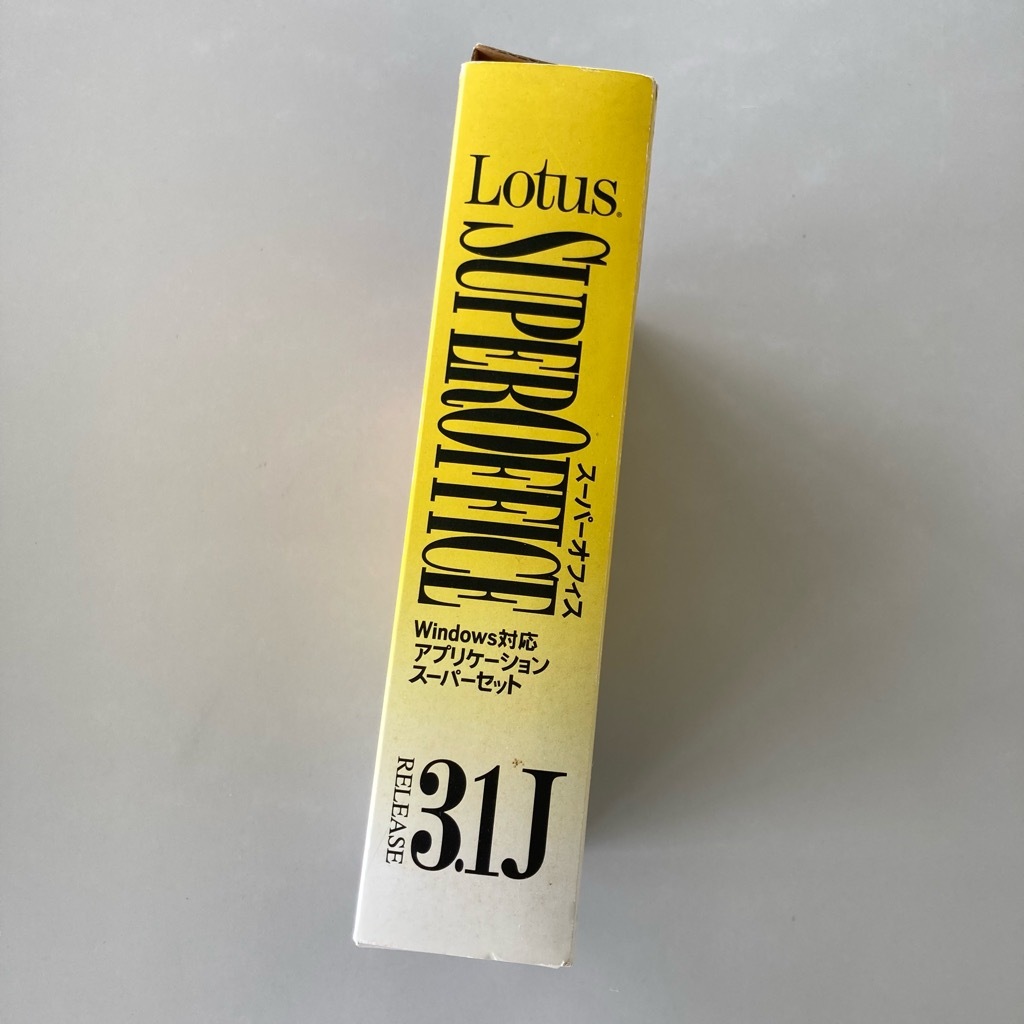 Lotus®
SUPEROFFICE
スーパーオフィス
Windows対応
アプリケーション
スーパーセット
RELEASE
3.1J